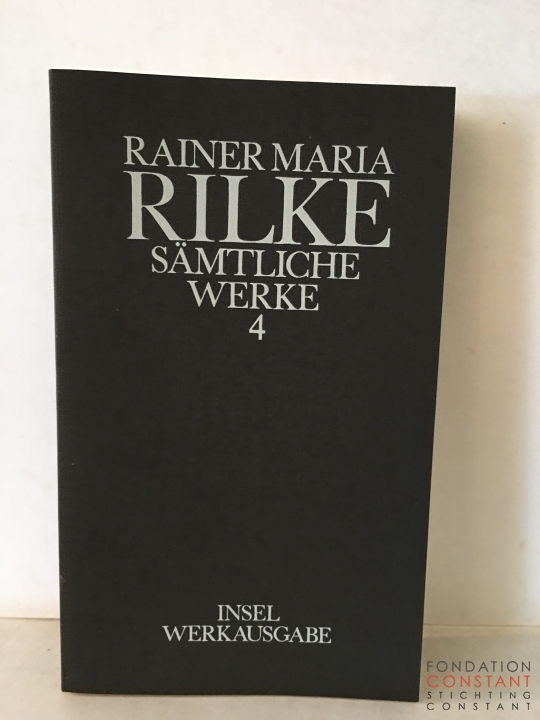 RAINER MARIA
RILKE
SÄMTLICHE
WERKE
4
INSEL
WERKAUSGABE
FONDATION
CONSTANT
STICHTING
CONSTANT